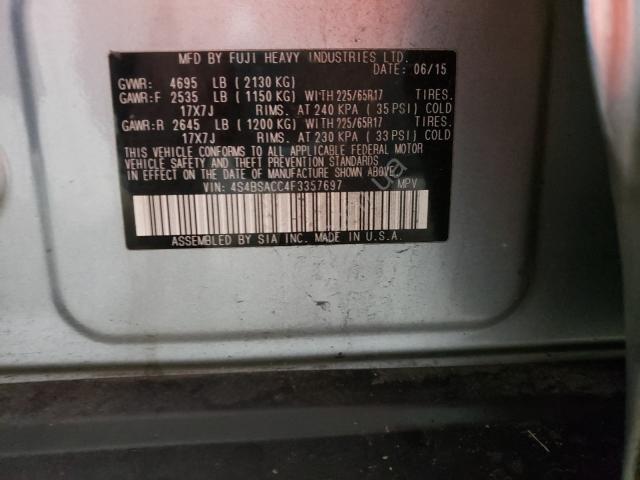 MFD BY FUJI HEAVY INDUSTRIES LTD.
DATE: 06/15
GVWR: 4695 LB ( 2130 KG)
GAWR:F 2535 LB ( 1150 KG) WITH 225/65R17 TIRES.
17X7J RIMS. AT 240 KPA ( 35 PSI) COLD
GAWR:R 2645 LB ( 1200 KG) WITH 225/65R17 TIRES.
17X7J RIMS. AT 230 KPA ( 33 PSI) COLD
THIS VEHICLE CONFORMS TO ALL APPLICABLE FEDERAL MOTOR
VEHICLE SAFETY AND THEFT PREVENTION STANDARDS
IN EFFECT ON THE DATE OF MANUFACTURE SHOWN ABOVE.
VIN: 4S4BSACC4F3357697 MPV
ASSEMBLED BY SIA INC. MADE IN U.S.A.